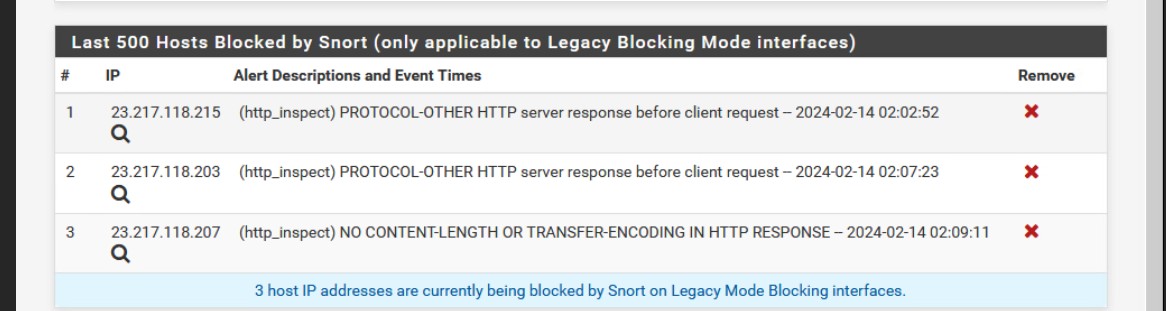 Last 500 Hosts Blocked by Snort (only applicable to Legacy Blocking Mode interfaces)
# IP Alert Descriptions and Event Times Remove
1 23.217.118.215 (http_inspect) PROTOCOL-OTHER HTTP server response before client request -- 2024-02-14 02:02:52
2 23.217.118.203 (http_inspect) PROTOCOL-OTHER HTTP server response before client request -- 2024-02-14 02:07:23
3 23.217.118.207 (http_inspect) NO CONTENT-LENGTH OR TRANSFER-ENCODING IN HTTP RESPONSE -- 2024-02-14 02:09:11
3 host IP addresses are currently being blocked by Snort on Legacy Mode Blocking interfaces.